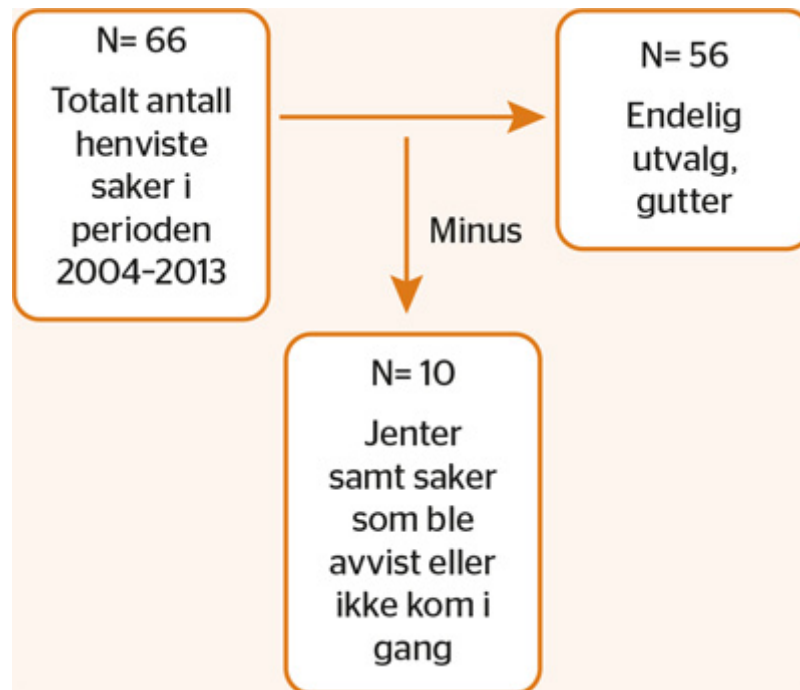 N= 66
Totalt antall
henviste
saker i
perioden
2004–2013
Minus
N= 56
Endelig
utvalg,
gutter
N= 10
Jenter
samt saker
som ble
avvist eller
ikke kom i
gang